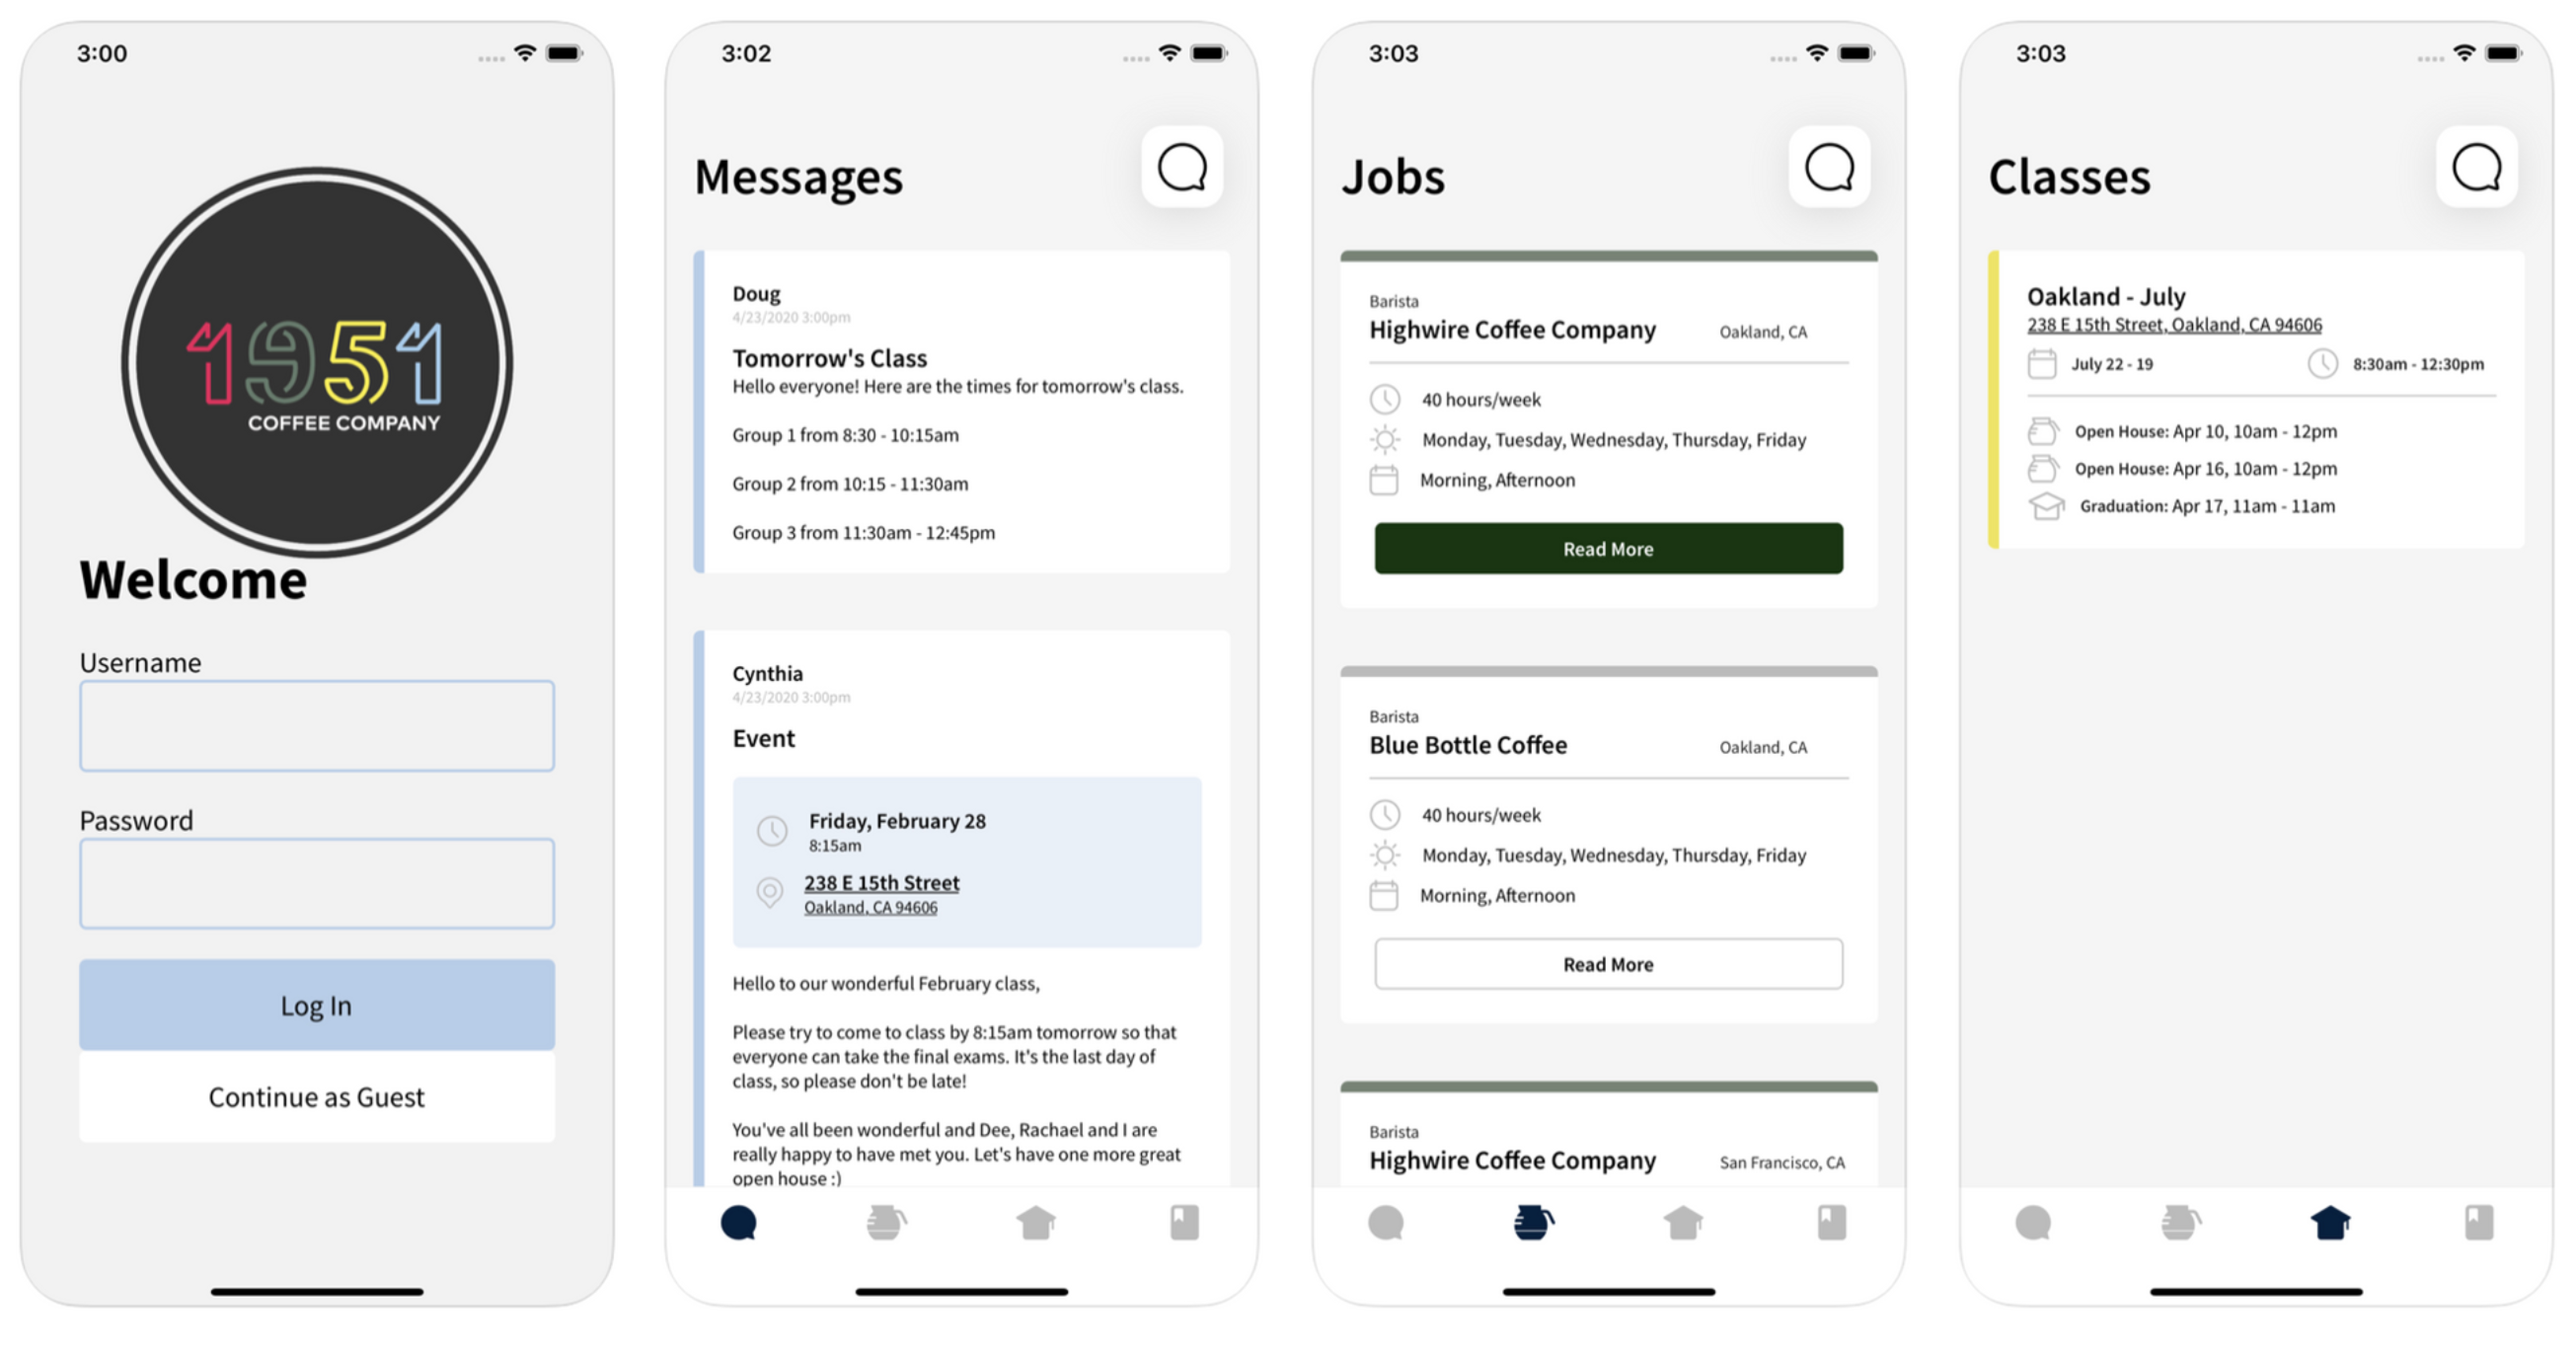 3:00
1951
COFFEE COMPANY
Welcome
Username
Password
Log In
Continue as Guest
3:02
Messages
Doug
4/23/2020 3:00pm
Tomorrow's Class
Hello everyone! Here are the times for tomorrow's class.
Group 1 from 8:30 - 10:15am
Group 2 from 10:15 - 11:30am
Group 3 from 11:30am - 12:45pm
Cynthia
4/23/2020 3:00pm
Event
Friday, February 28
8:15am
238 E 15th Street
Oakland, CA 94606
Hello to our wonderful February class,
Please try to come to class by 8:15am tomorrow so that
everyone can take the final exams. It's the last day of
class, so please don't be late!
You've all been wonderful and Dee, Rachael and I are
really happy to have met you. Let's have one more great
open house :)
3:03
Jobs
Barista
Highwire Coffee Company Oakland, CA
40 hours/week
Monday, Tuesday, Wednesday, Thursday, Friday
Morning, Afternoon
Read More
Barista
Blue Bottle Coffee Oakland, CA
40 hours/week
Monday, Tuesday, Wednesday, Thursday, Friday
Morning, Afternoon
Read More
Barista
Highwire Coffee Company San Francisco, CA
3:03
Classes
Oakland - July
238 E 15th Street, Oakland, CA 94606
July 22 - 19 8:30am - 12:30pm
Open House: Apr 10, 10am - 12pm
Open House: Apr 16, 10am - 12pm
Graduation: Apr 17, 11am - 11am